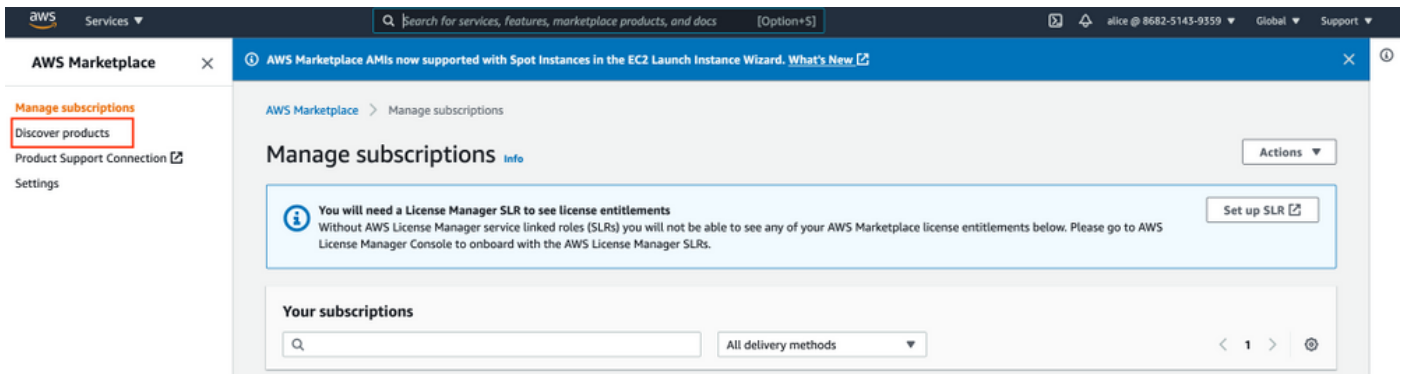 aws Services ▼ Search for services, features, marketplace products, and docs [Option+S] alice @ 8682-5143-9359 ▼ Global ▼ Support ▼
AWS Marketplace
AWS Marketplace AMIs now supported with Spot Instances in the EC2 Launch Instance Wizard. What's New
Manage subscriptions
Discover products
Product Support Connection
Settings
AWS Marketplace > Manage subscriptions
Manage subscriptions Info
Actions ▼
You will need a License Manager SLR to see license entitlements
Without AWS License Manager service linked roles (SLRs) you will not be able to see any of your AWS Marketplace license entitlements below. Please go to AWS
License Manager Console to onboard with the AWS License Manager SLRs.
Set up SLR
Your subscriptions
All delivery methods ▼
< 1 >